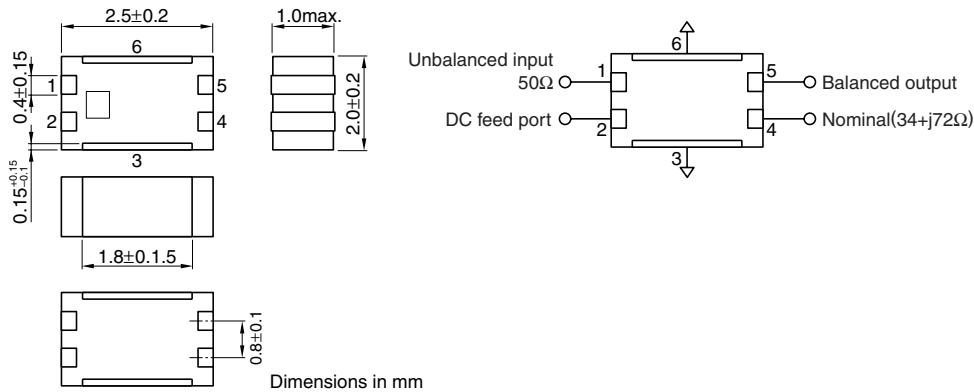 2.5±0.2
1.0max.
6
0.4±0.15
1
5
2
4
2.0±0.2
3
0.15+0.15-0.1
1.8±0.1.5
0.8±0.1
Dimensions in mm
Unbalanced input
50Ω
DC feed port
6
1
5
2
4
3
Balanced output
Nominal(34+j72Ω)